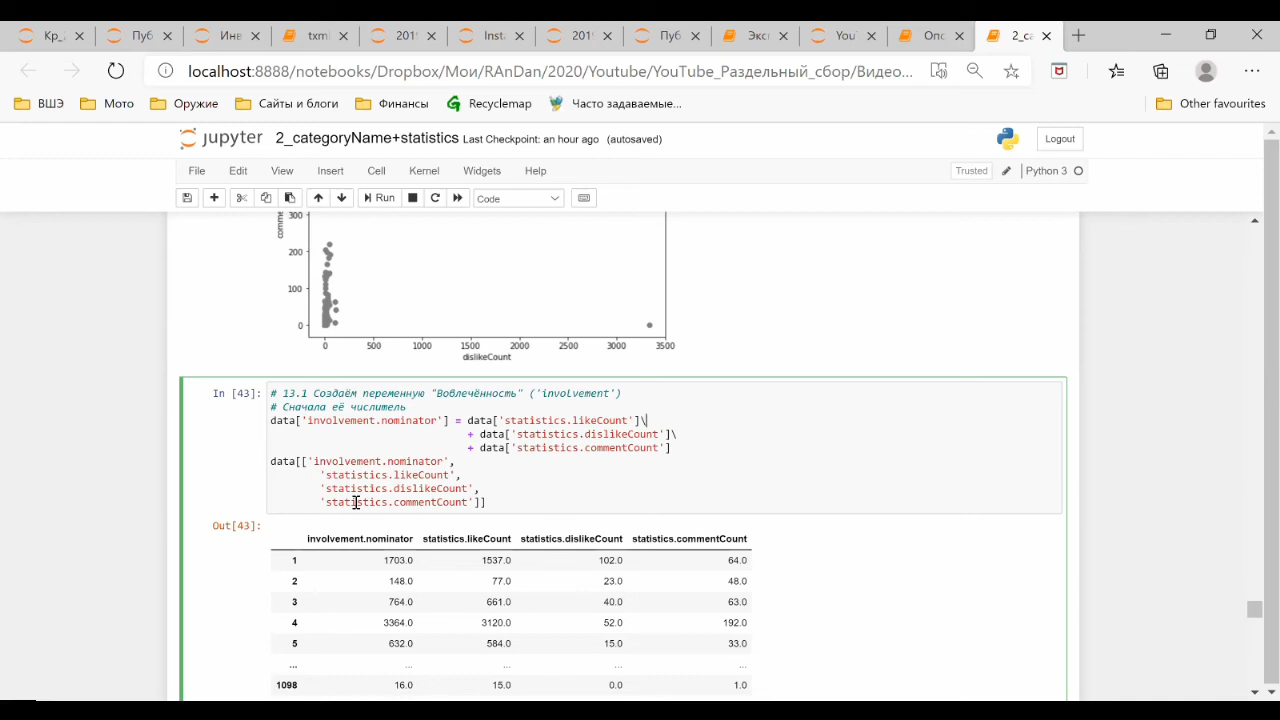 Кр_
Пуб
Инв
txml
2019
Inst
2019
Пуб
Экс
You
Опс
2_ca
localhost:8888/notebooks/Dropbox/Мои/RAnDan/2020/Youtube/YouTube_Раздельный_сбор/Видео...
ВШЭ Мото Оружие Сайты и блоги Финансы Recyclemap Часто задаваемые... Other favourites
jupyter 2_categoryName+statistics Last Checkpoint: an hour ago (autosaved) Logout
File Edit View Insert Cell Kernel Widgets Help Trusted Python 3
Run Code
comme
300
200
100
0
0 500 1000 1500 2000 2500 3000 3500
dislikeCount
In [43]: # 13.1 Создаём переменную "Вовлечённость" ('involvement')
# Сначала её числитель
data['involvement.nominator'] = data['statistics.likeCount']\
+ data['statistics.dislikeCount']\
+ data['statistics.commentCount']
data[['involvement.nominator',
'statistics.likeCount',
'statistics.dislikeCount',
'statistics.commentCount']]
Out[43]:
involvement.nominator statistics.likeCount statistics.dislikeCount statistics.commentCount
1 1703.0 1537.0 102.0 64.0
2 148.0 77.0 23.0 48.0
3 764.0 661.0 40.0 63.0
4 3364.0 3120.0 52.0 192.0
5 632.0 584.0 15.0 33.0
... ... ... ... ...
1098 16.0 15.0 0.0 1.0